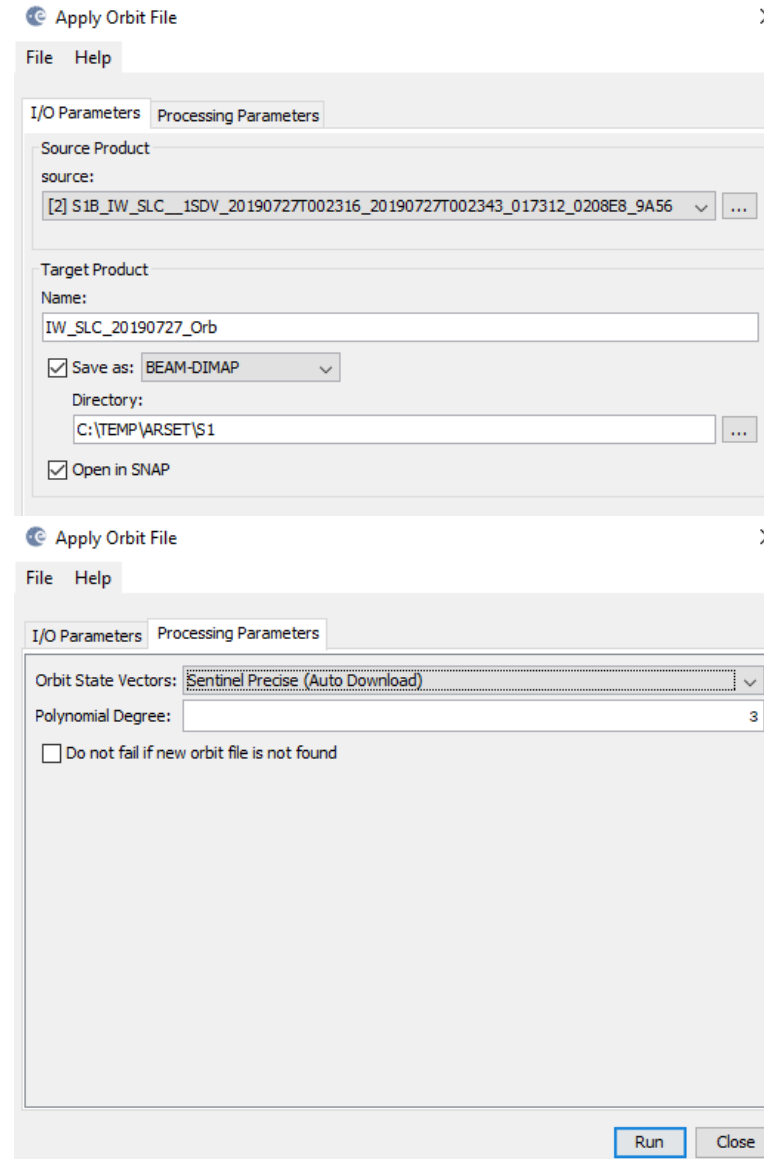 Apply Orbit File
File Help
I/O Parameters Processing Parameters
Source Product
source:
[2] S1B_IW_SLC__1SDV_20190727T002316_20190727T002343_017312_0208E8_9A56 ...
Target Product
Name:
IW_SLC_20190727_Orb
Save as: BEAM-DIMAP
Directory:
C:\TEMP\ARSET\S1 ...
Open in SNAP
Apply Orbit File
File Help
I/O Parameters Processing Parameters
Orbit State Vectors: Sentinel Precise (Auto Download)
Polynomial Degree: 3
Do not fail if new orbit file is not found
Run Close